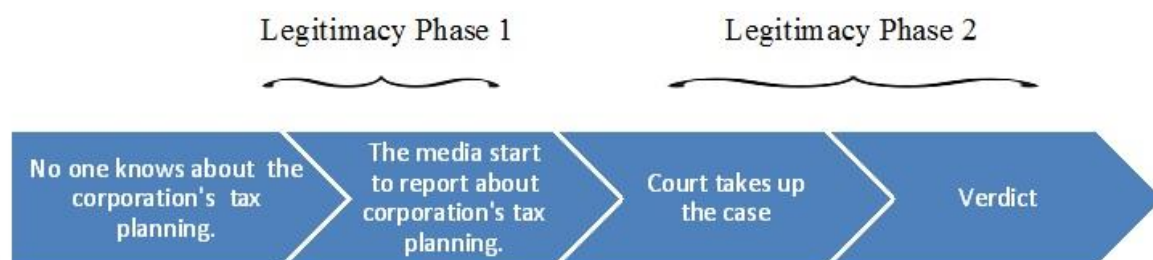 Legitimacy Phase 1
Legitimacy Phase 2
No one knows about the
corporation's tax
planning.
The media start
to report about
corporation's tax
planning.
Court takes up
the case
Verdict